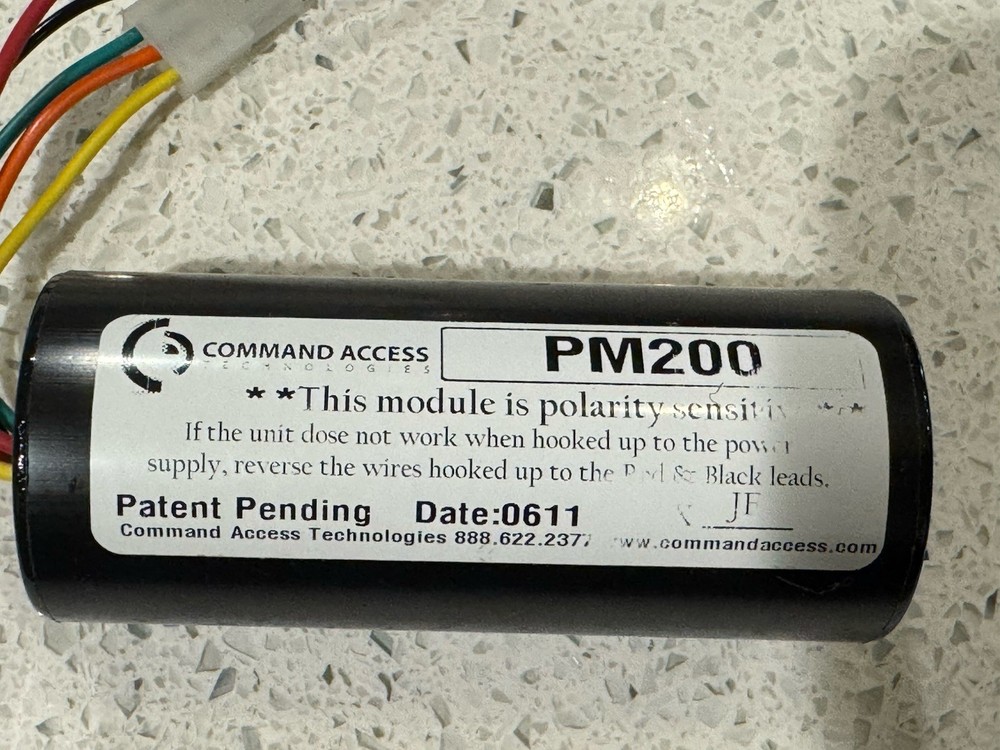 COMMAND ACCESS
TECHNOLOGIES
PM200
**This module is polarity
If the unit dose not work when hooked up to the
supply, reverse the wires hooked up to the Red & Black leads.
JF
Patent Pending Date:0611
Command Access Technologies 888.622.2377 www.commandaccess.com